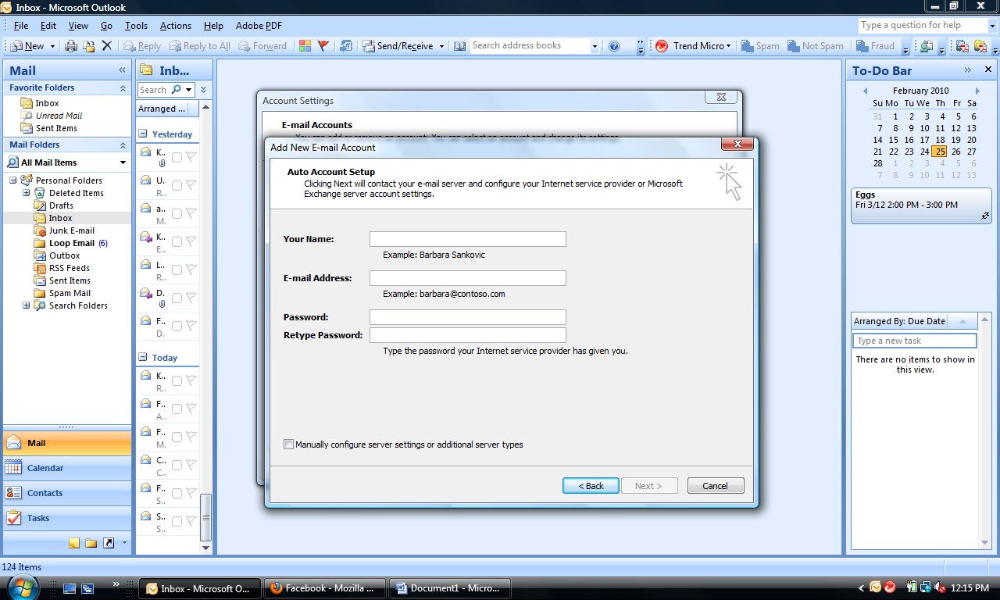 Inbox - Microsoft Outlook
File Edit View Go Tools Actions Help Adobe PDF
Type a question for help
New Reply Reply to All Forward Send/Receive Search address books Trend Micro Spam Not Spam Fraud
Mail
Favorite Folders
Inbox
Unread Mail
Sent Items
Mail Folders
All Mail Items
Personal Folders
Deleted Items
Drafts
Inbox
Junk E-mail
Loop Email (6)
Outbox
RSS Feeds
Sent Items
Spam Mail
Search Folders
Mail
Calendar
Contacts
Tasks
Inb...
Search
Arranged ...
Yesterday
K..
U..
R..
a..
M..
K..
E..
L..
R..
D..
F..
D..
Today
K..
R..
F..
A..
F..
M..
C..
C..
F..
S..
S..
S..
Account Settings
E-mail Accounts
Add New E-mail Account
Auto Account Setup
Clicking Next will contact your e-mail server and configure your Internet service provider or Microsoft
Exchange server account settings.
Your Name:
Example: Barbara Sankovic
E-mail Address:
Example: barbara@contoso.com
Password:
Retype Password:
Type the password your Internet service provider has given you.
Manually configure server settings or additional server types
< Back Next > Cancel
To-Do Bar
February 2010
Su Mo Tu We Th Fr Sa
31 1 2 3 4 5 6
7 8 9 10 11 12 13
14 15 16 17 18 19 20
21 22 23 24 25 26 27
28 1 2 3 4 5 6
7 8 9 10 11 12 13
Eggs
Fri 3/12 2:00 PM - 3:00 PM
Arranged By: Due Date
Type a new task
There are no items to show in
this view.
124 Items
Inbox - Microsoft O... Facebook - Mozilla ... Document1 - Micro... 12:15 PM